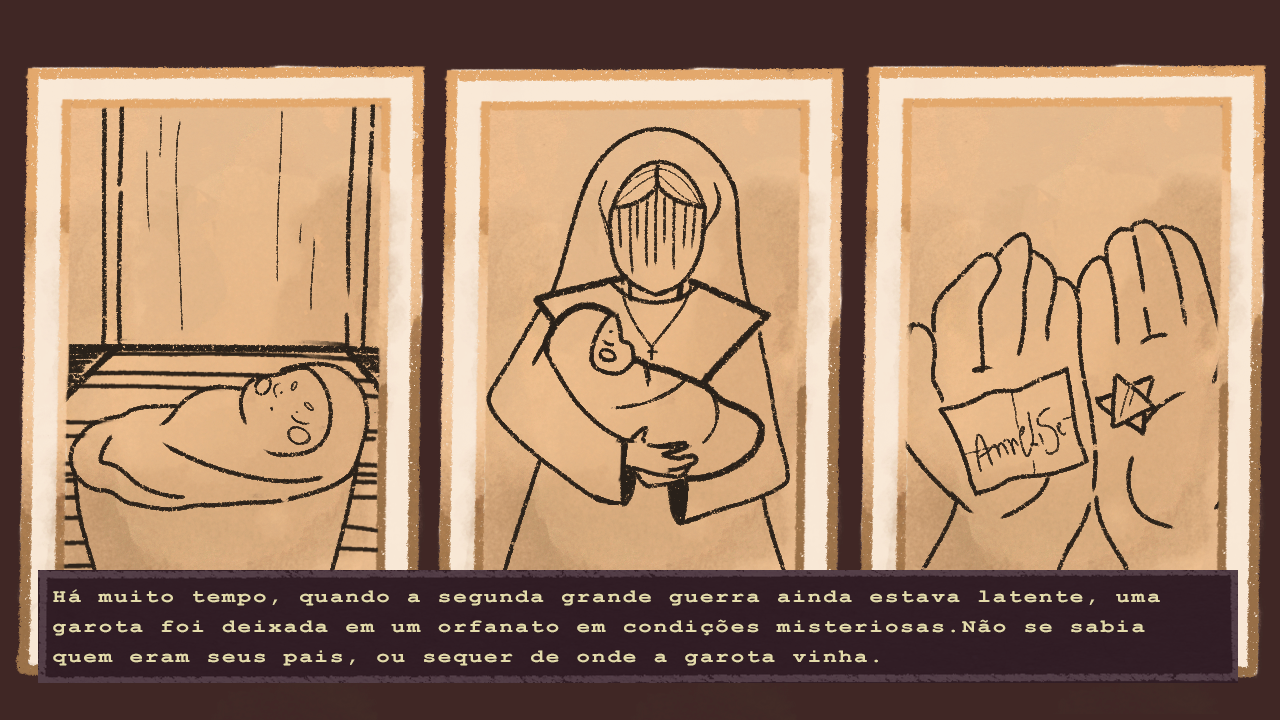 AnneliSe
Há muito tempo, quando a segunda grande guerra ainda estava latente, uma
garota foi deixada em um orfanato em condições misteriosas.Não se sabia
quem eram seus pais, ou sequer de onde a garota vinha.